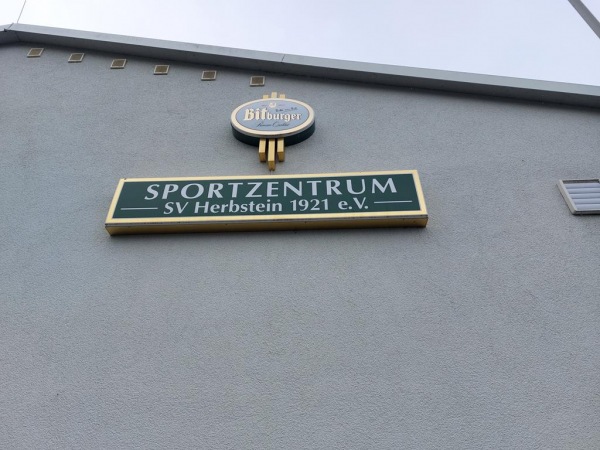 Bitburger
SPORTZENTRUM
SV Herbstein 1921 e.V.